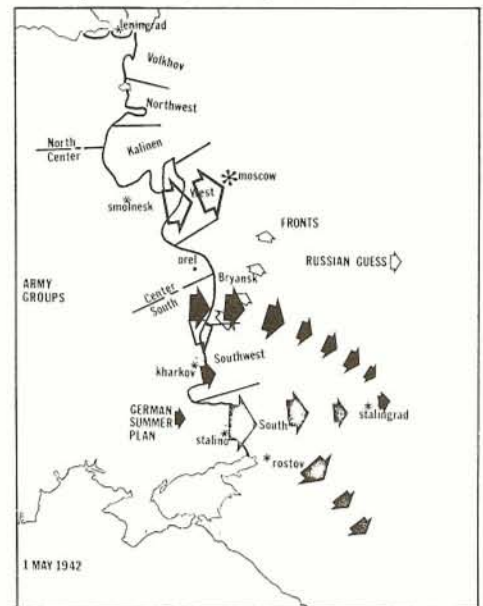 leningrad
Volkhov
Northwest
North
Center
Kalinen
moscow
West
smolnesk
FRONTS
RUSSIAN GUESS
orel
Bryansk
ARMY
GROUPS
Center
South
Southwest
kharkov
GERMAN
SUMMER
PLAN
South
stalingrad
stalino
rostov
1 MAY 1942